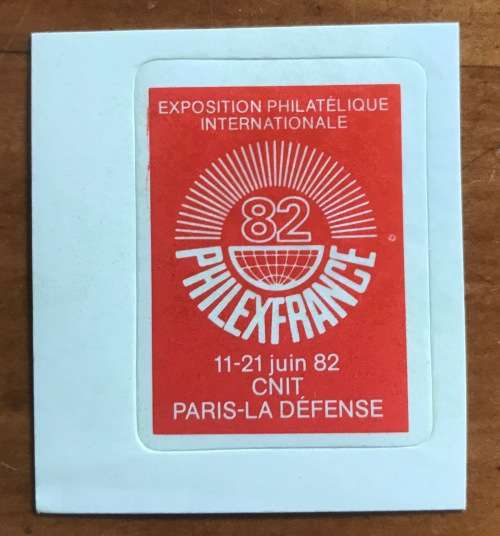 EXPOSITION PHILATÉLIQUE
INTERNATIONALE
82
PHILEXFRANCE
11-21 juin 82
CNIT
PARIS-LA DÉFENSE